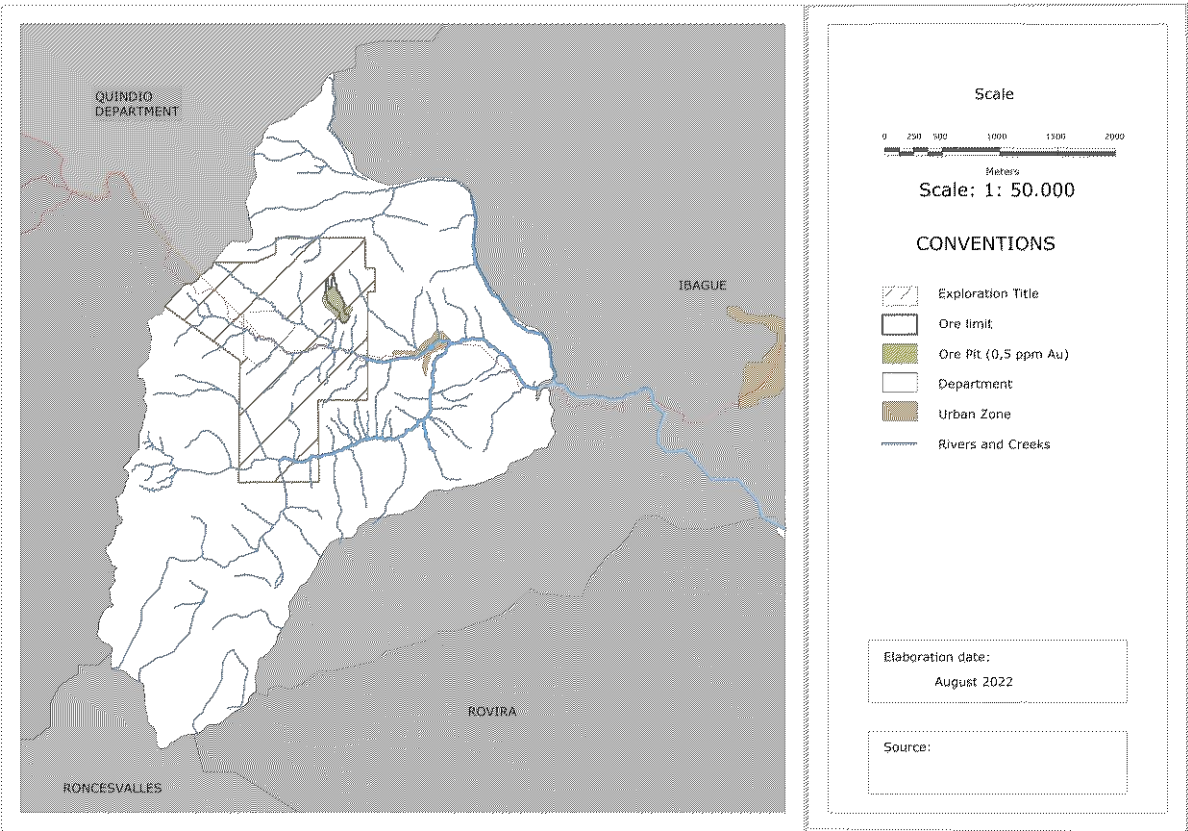 QUINDIO
DEPARTMENT
IBAGUE
ROVIRA
RONCESVALLES
Scale
0 250 500 1000 1500 2000
Meters
Scale: 1: 50.000
CONVENTIONS
Exploration Title
Ore limit
Ore Pit (0,5 ppm Au)
Department
Urban Zone
Rivers and Creeks
Elaboration date:
August 2022
Source: